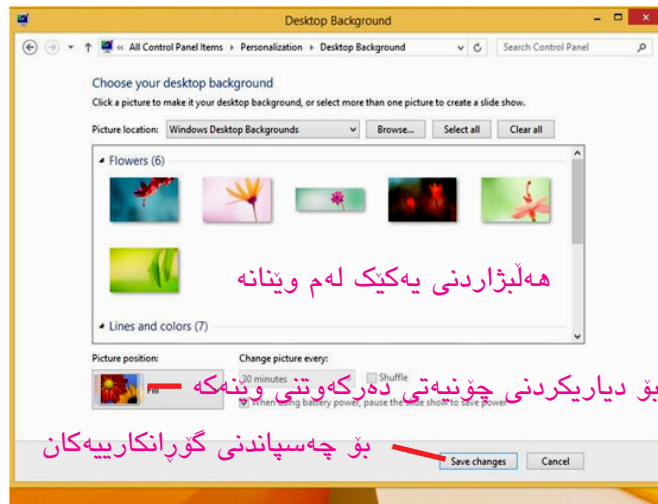 Desktop Background
« All Control Panel Items ▸ Personalization ▸ Desktop Background
Search Control Panel
Choose your desktop background
Click a picture to make it your desktop background, or select more than one picture to create a slide show.
Picture location: Windows Desktop Backgrounds Browse... Select all Clear all
Flowers (6)
هەڵبژاردنی یەکێک لەم وێنانە
Lines and colors (7)
Picture position: Change picture every:
Fill 30 minutes Shuffle
بۆ دیاریکردنی چۆنیەتی دەرکەوتنی وێنەکە
When using battery power, pause the slide show to save power
بۆ چەسپاندنی گۆڕانکارییەکان
Save changes Cancel